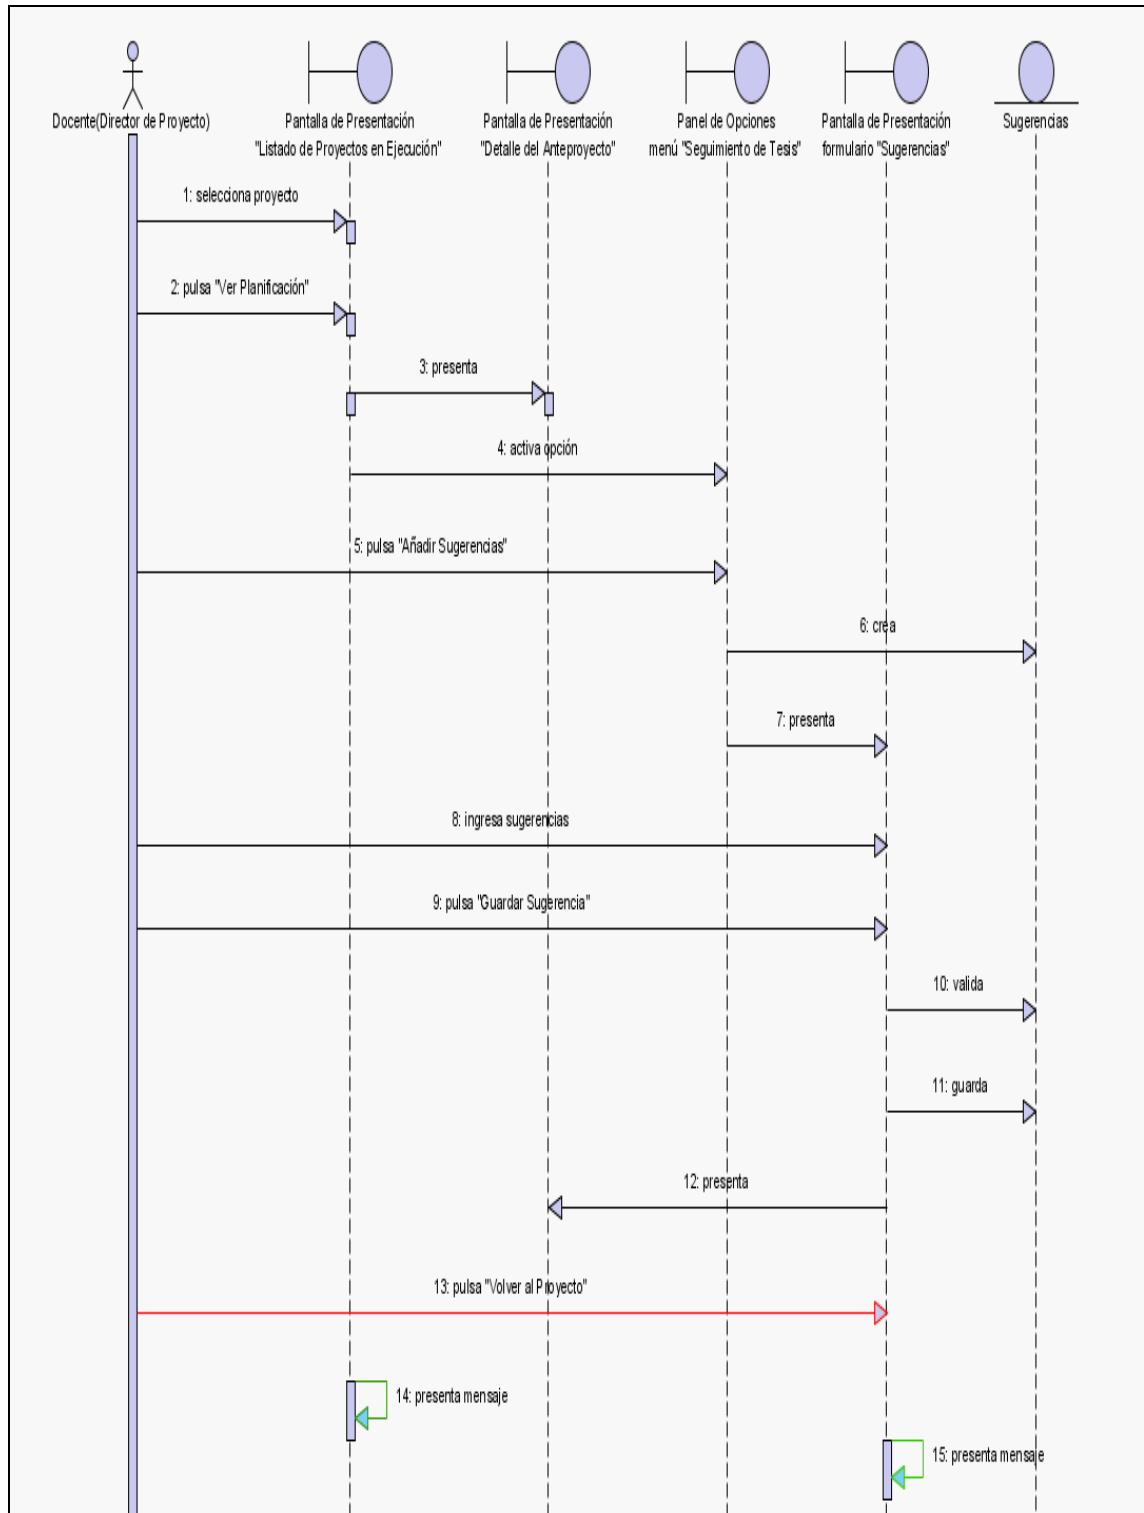 Docente(Director de Proyecto)
Pantalla de Presentación
"Listado de Proyectos en Ejecución"
Pantalla de Presentación
"Detalle del Anteproyecto"
Panel de Opciones
menú "Seguimiento de Tesis"
Pantalla de Presentación
formulario "Sugerencias"
Sugerencias
1: selecciona proyecto
2: pulsa "Ver Planificación"
3: presenta
4: activa opción
5: pulsa "Añadir Sugerencias"
6: crea
7: presenta
8: ingresa sugerencias
9: pulsa "Guardar Sugerencia"
10: valida
11: guarda
12: presenta
13: pulsa "Volver al Proyecto"
14: presenta mensaje
15: presenta mensaje